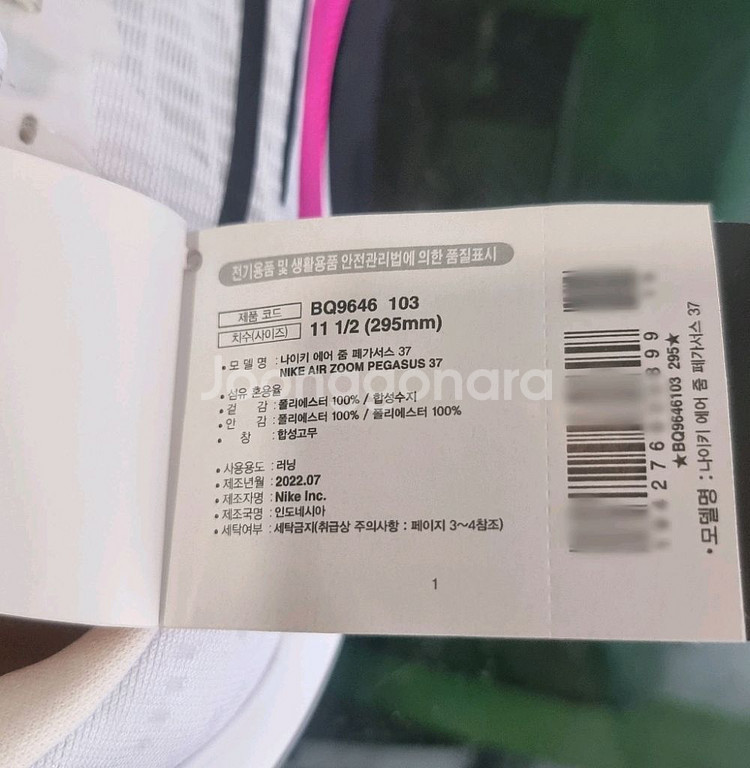 전기용품 및 생활용품 안전관리법에 의한 품질표시
제품 코드 BQ9646 103
치수(사이즈) 11 1/2 (295mm)
• 모 델 명 : 나이키 에어 줌 페가서스 37
NIKE AIR ZOOM PEGASUS 37
• 섬유 혼용율
• 겉 감 : 폴리에스터 100% / 합성수지
• 안 감 : 폴리에스터 100% / 폴리에스터 100%
• 창 : 합성고무
• 사용용도 : 러닝
• 제조년월 : 2022.07
• 제조자명 : Nike Inc.
• 제조국명 : 인도네시아
• 세탁여부 : 세탁금지(취급상 주의사항 : 페이지 3~4참조)
1
276 899
★BQ9646103 295★
• 모델명 : 나이키 에어 줌 페가서스 37
Joonggonara